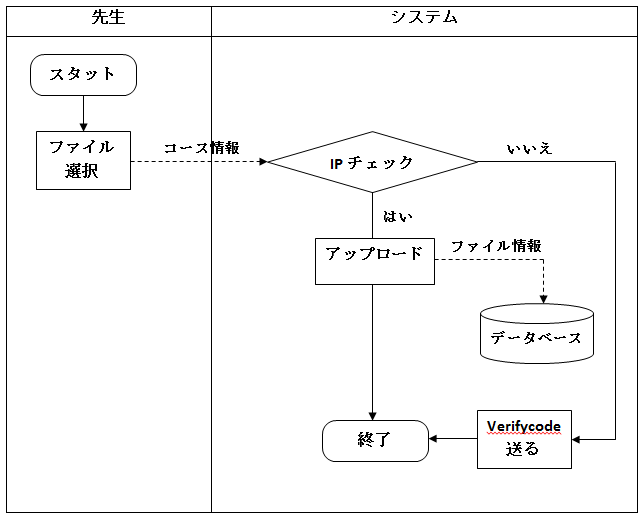 先生
システム
スタット
ファイル
選択
コース情報
IP チェック
いいえ
はい
アップロード
ファイル情報
データベース
終了
Verifycode
送る